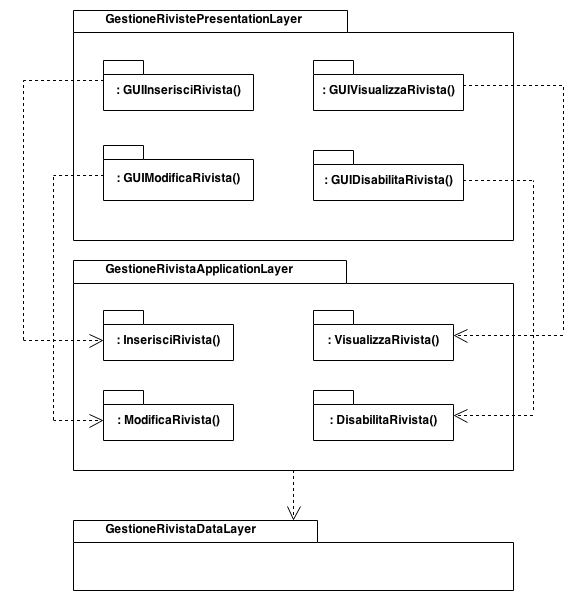 GestioneRivistePresentationLayer
: GUIInserisciRivista()
: GUIVisualizzaRivista()
: GUIModificaRivista()
: GUIDisabilitaRivista()
GestioneRivistaApplicationLayer
: InserisciRivista()
: VisualizzaRivista()
: ModificaRivista()
: DisabilitaRivista()
GestioneRivistaDataLayer